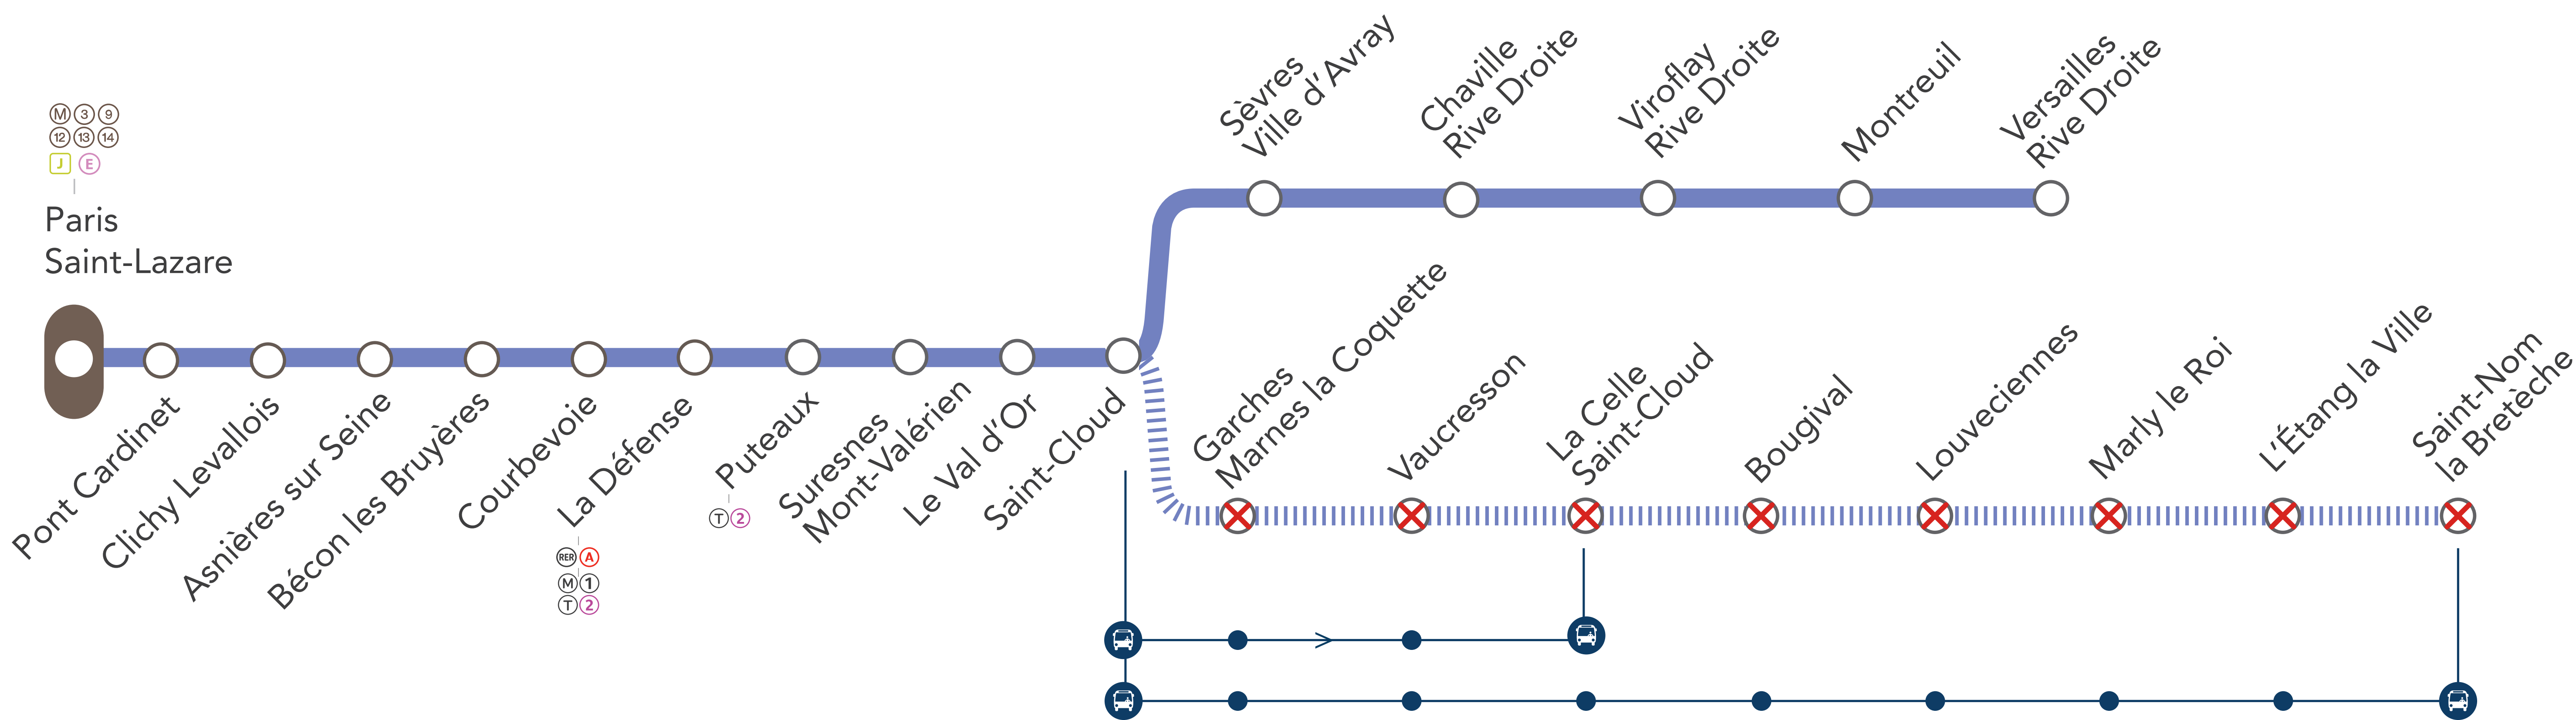 M 3 9
12 13 14
J E
Paris
Saint-Lazare
Pont Cardinet
Clichy Levallois
Asnières sur Seine
Bécon les Bruyères
Courbevoie
La Défense
RER A
M 1
T 2
Puteaux
T 2
Suresnes
Mont-Valérien
Le Val d'Or
Saint-Cloud
Sèvres
Ville d'Avray
Chaville
Rive Droite
Viroflay
Rive Droite
Montreuil
Versailles
Rive Droite
Garches
Marnes la Coquette
Vaucresson
La Celle
Saint-Cloud
Bougival
Louveciennes
Marly le Roi
L'Étang la Ville
Saint-Nom
la Bretèche